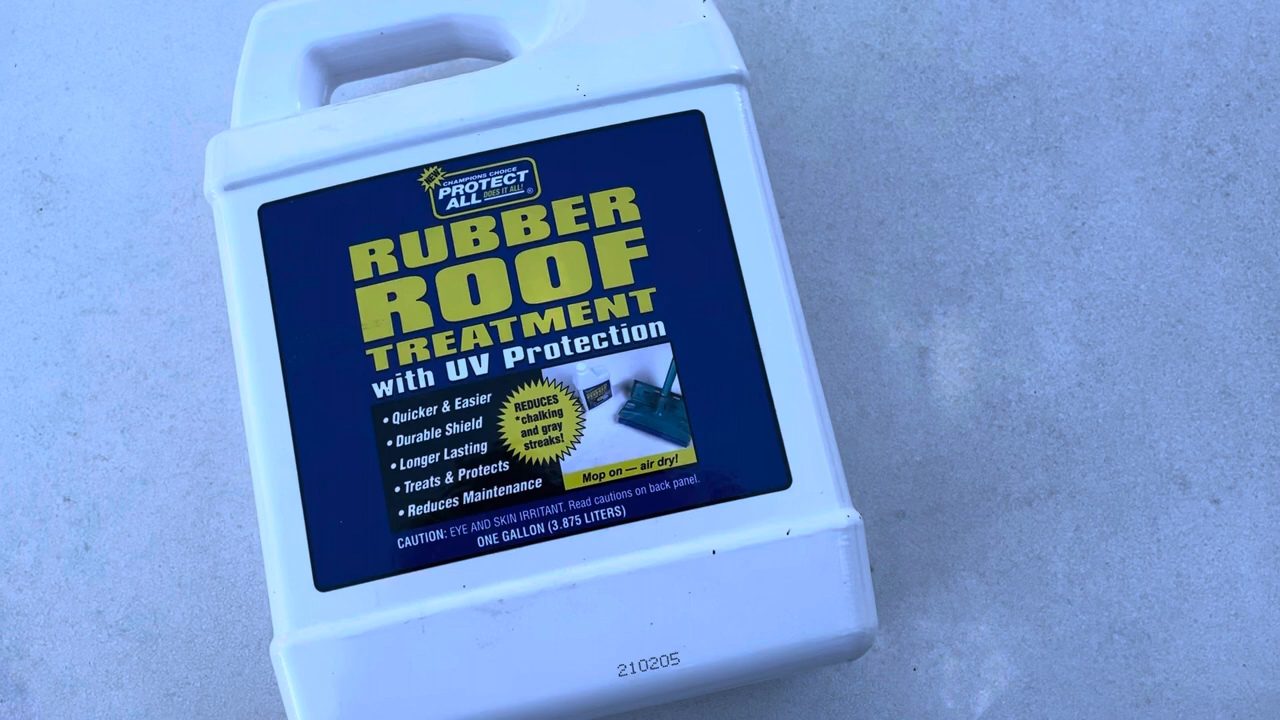 CHAMPIONS CHOICE
PROTECT
ALL DOES IT ALL! ®
RUBBER
ROOF
TREATMENT
with UV Protection
• Quicker & Easier
• Durable Shield
• Longer Lasting
• Treats & Protects
• Reduces Maintenance
REDUCES
*chalking
and gray
streaks!
Mop on — air dry!
CAUTION: EYE AND SKIN IRRITANT. Read cautions on back panel.
ONE GALLON (3.875 LITERS)
210205